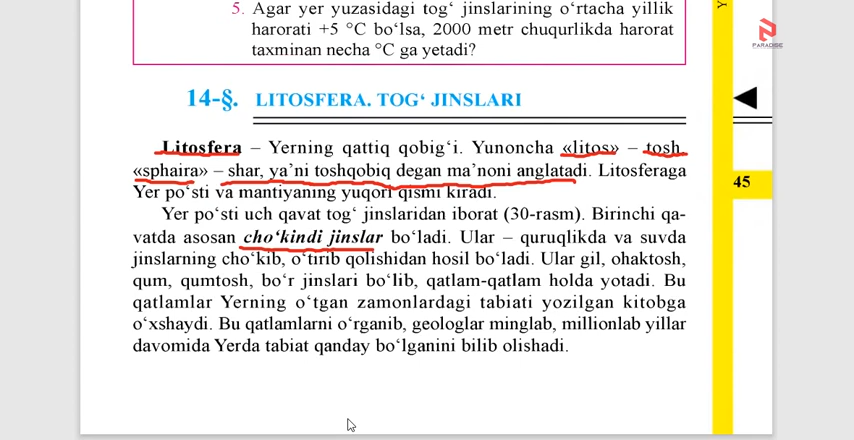 5. Agar yer yuzasidagi tog‘ jinslarining o‘rtacha yillik
harorati +5 °C bo‘lsa, 2000 metr chuqurlikda harorat
taxminan necha °C ga yetadi?
PARADISE
14-§. LITOSFERA. TOG‘ JINSLARI
Litosfera – Yerning qattiq qobig‘i. Yunoncha «litos» – tosh
«sphaira» – shar, ya’ni toshqobiq degan ma’noni anglatadi. Litosferaga
Yer po‘sti va mantiyaning yuqori qismi kiradi.
45
Yer po‘sti uch qavat tog‘ jinslaridan iborat (30-rasm). Birinchi qa-
vatda asosan cho‘kindi jinslar bo‘ladi. Ular – quruqlikda va suvda
jinslarning cho‘kib, o‘tirib qolishidan hosil bo‘ladi. Ular gil, ohaktosh,
qum, qumtosh, bo‘r jinslari bo‘lib, qatlam-qatlam holda yotadi. Bu
qatlamlar Yerning o‘tgan zamonlardagi tabiati yozilgan kitobga
o‘xshaydi. Bu qatlamlarni o‘rganib, geologlar minglab, millionlab yillar
davomida Yerda tabiat qanday bo‘lganini bilib olishadi.